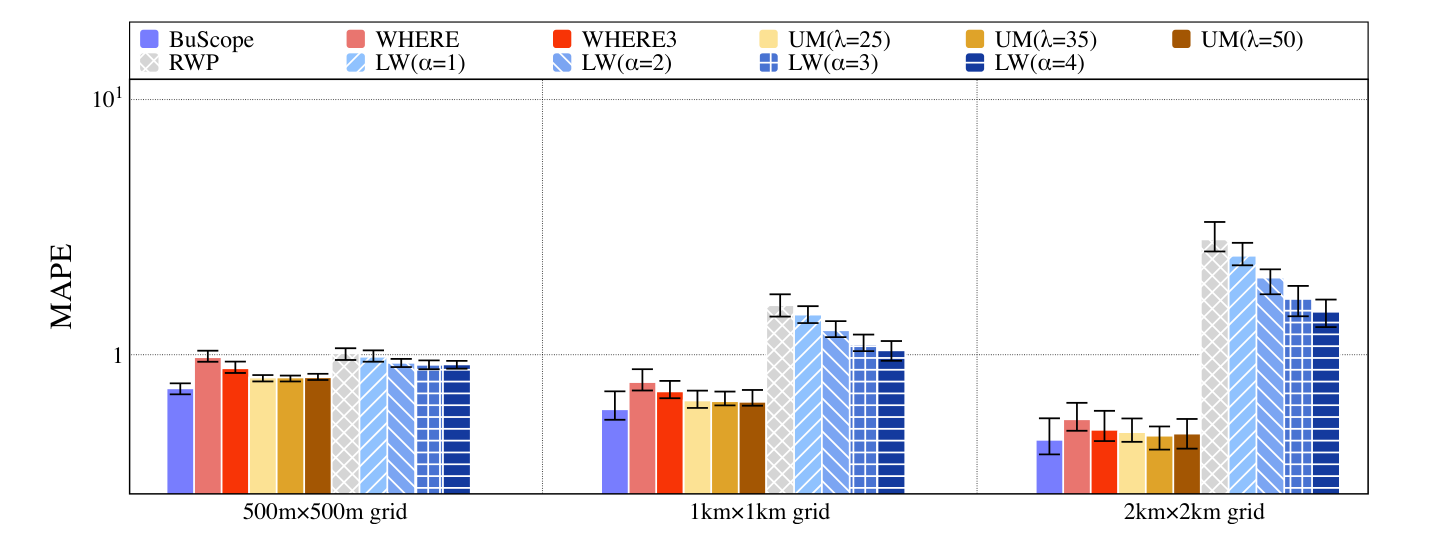 BuScope WHERE WHERE3 UM(λ=25) UM(λ=35) UM(λ=50)
RWP LW(α=1) LW(α=2) LW(α=3) LW(α=4)
10¹
MAPE
1
500m×500m grid 1km×1km grid 2km×2km grid